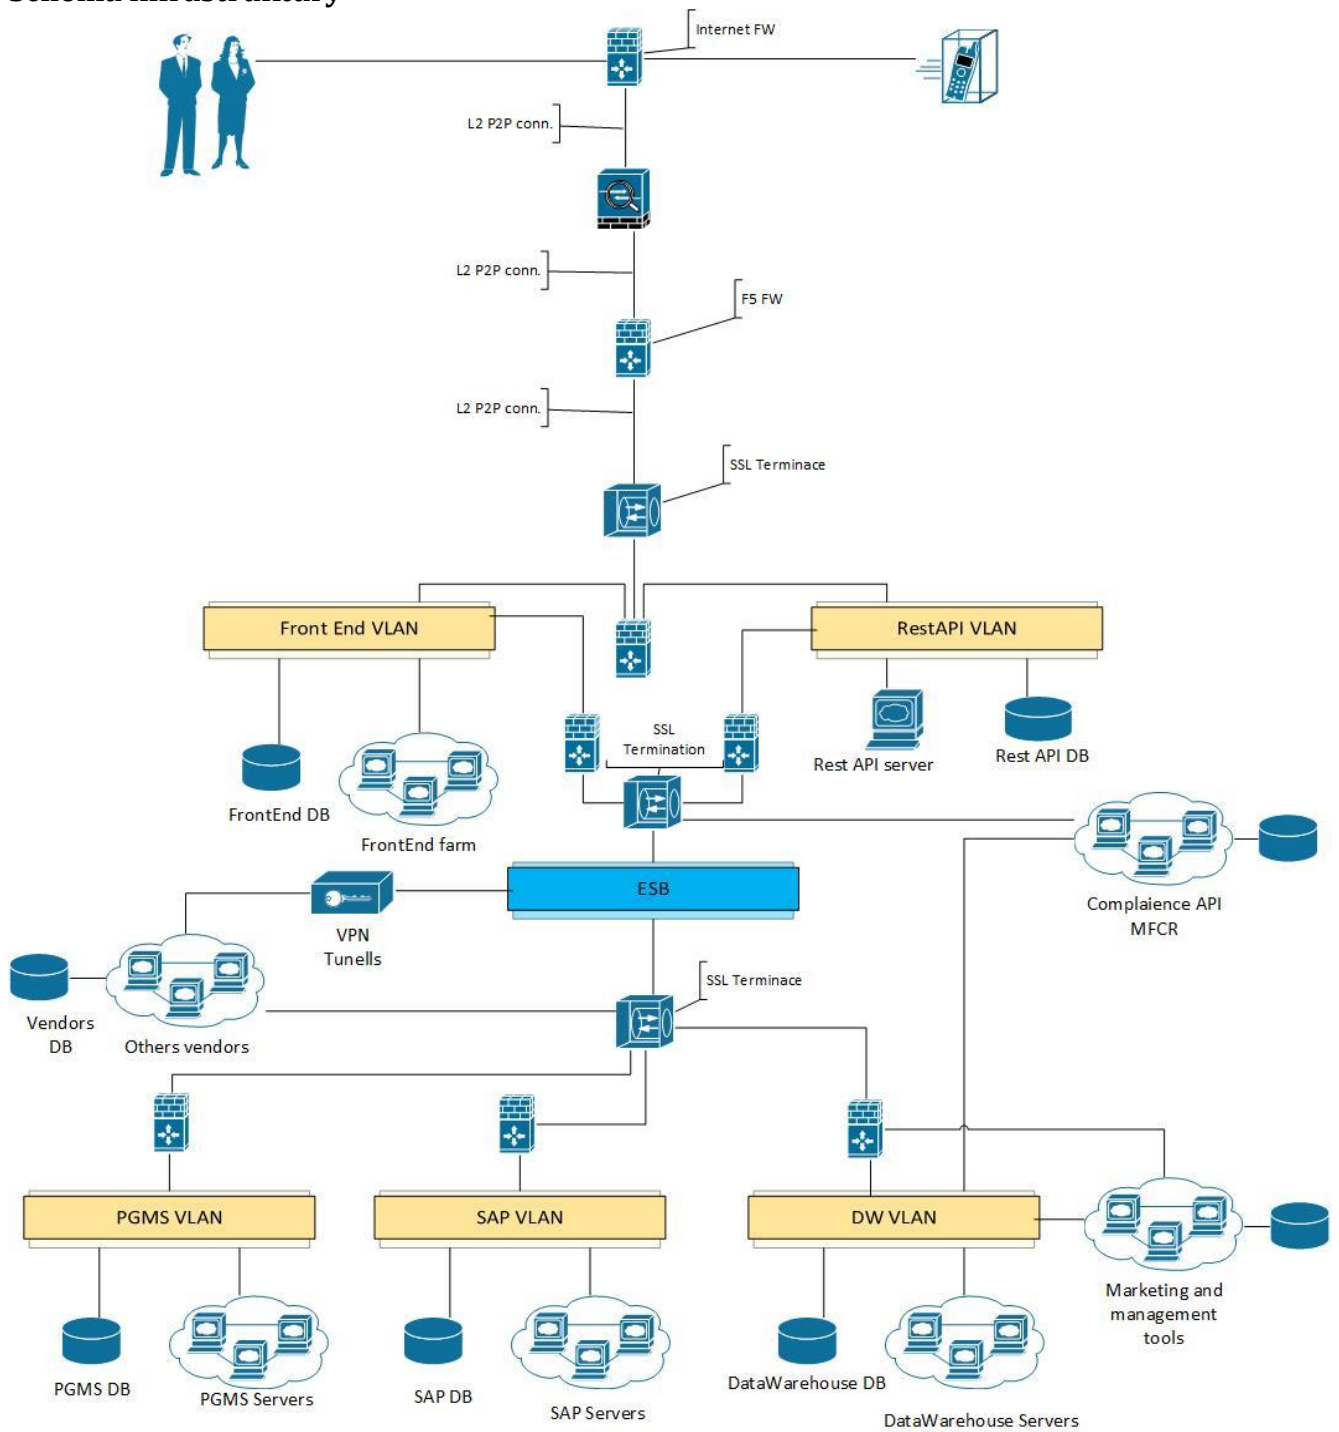 Internet FW
L2 P2P conn.
L2 P2P conn.
F5 FW
L2 P2P conn.
SSL Terminace
Front End VLAN
RestAPI VLAN
SSL
Termination
Rest API server
Rest API DB
FrontEnd DB
FrontEnd farm
ESB
Complaience API
MFCR
VPN
Tunells
SSL Terminace
Vendors
DB
Others vendors
PGMS VLAN
SAP VLAN
DW VLAN
Marketing and
management
tools
PGMS DB
PGMS Servers
SAP DB
SAP Servers
DataWarehouse DB
DataWarehouse Servers